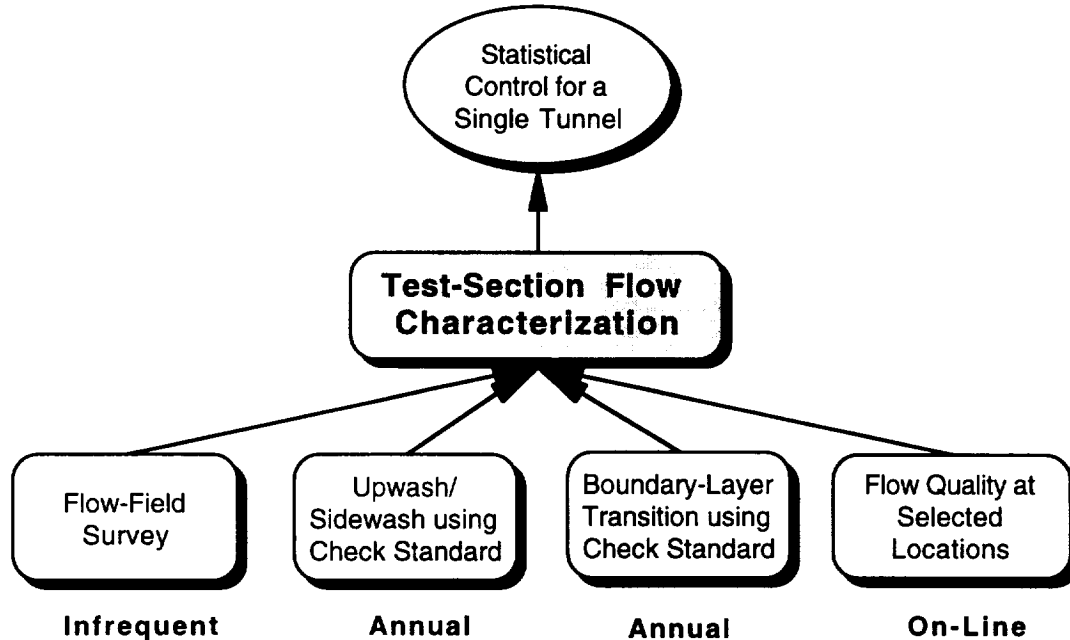 Statistical
Control for a
Single Tunnel
Test-Section Flow
Characterization
Flow-Field
Survey
Upwash/
Sidewash using
Check Standard
Boundary-Layer
Transition using
Check Standard
Flow Quality at
Selected
Locations
Infrequent
Annual
Annual
On-Line